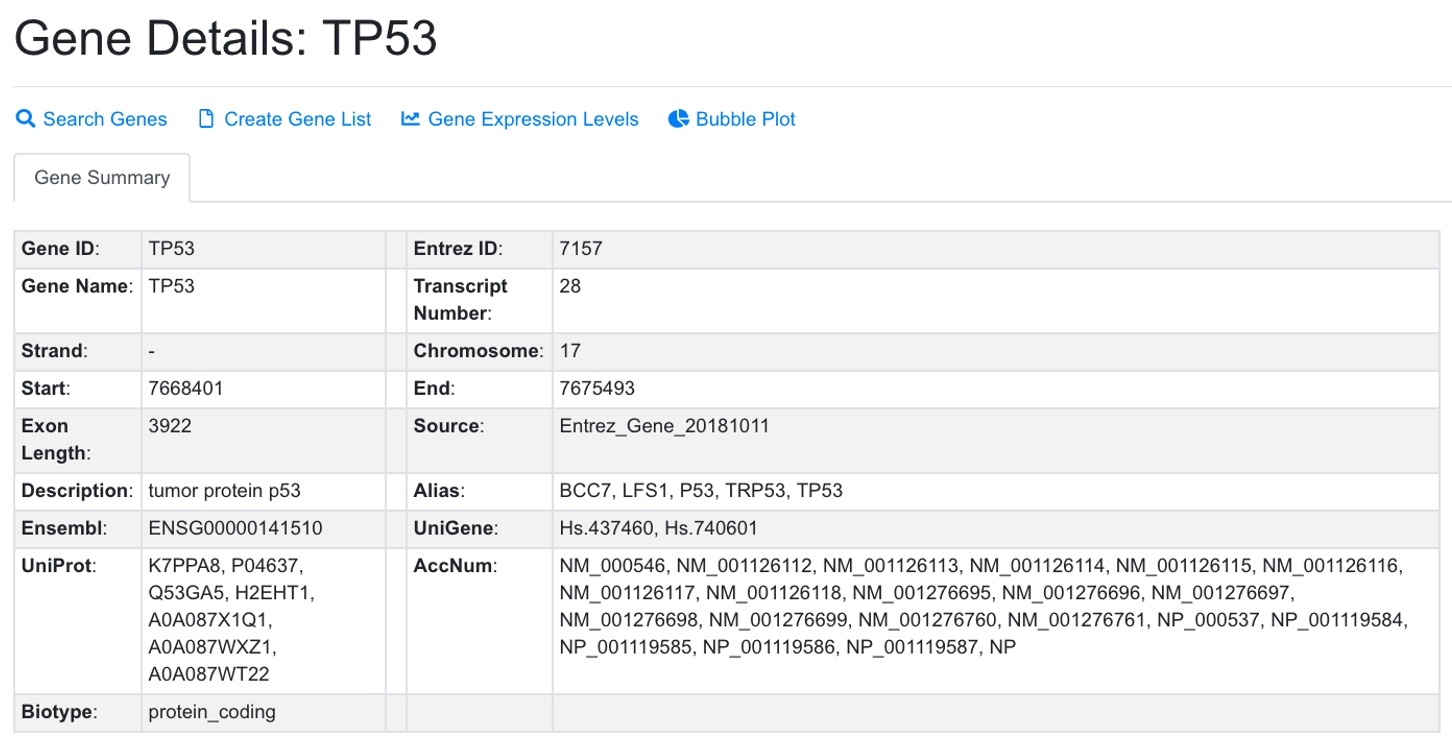 Gene Details: TP53
Search Genes Create Gene List Gene Expression Levels Bubble Plot
Gene Summary
Gene ID: TP53 Entrez ID: 7157
Gene Name: TP53 Transcript Number: 28
Strand: - Chromosome: 17
Start: 7668401 End: 7675493
Exon Length: 3922 Source: Entrez_Gene_20181011
Description: tumor protein p53 Alias: BCC7, LFS1, P53, TRP53, TP53
Ensembl: ENSG00000141510 UniGene: Hs.437460, Hs.740601
UniProt: K7PPA8, P04637,
Q53GA5, H2EHT1,
A0A087X1Q1,
A0A087WXZ1,
A0A087WT22
AccNum: NM_000546, NM_001126112, NM_001126113, NM_001126114, NM_001126115, NM_001126116,
NM_001126117, NM_001126118, NM_001276695, NM_001276696, NM_001276697,
NM_001276698, NM_001276699, NM_001276760, NM_001276761, NP_000537, NP_001119584,
NP_001119585, NP_001119586, NP_001119587, NP
Biotype: protein_coding